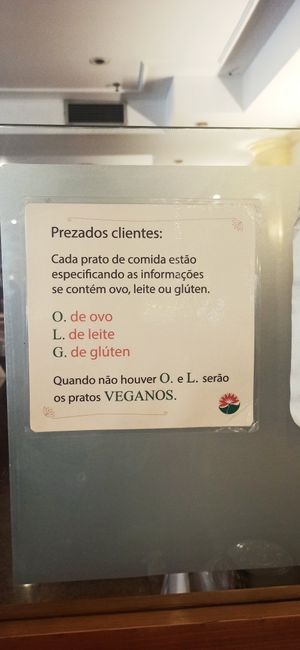 Prezados clientes:
Cada prato de comida estão
especificando as informações
se contém ovo, leite ou glúten.
O. de ovo
L. de leite
G. de glúten
Quando não houver O. e L. serão
os pratos VEGANOS.